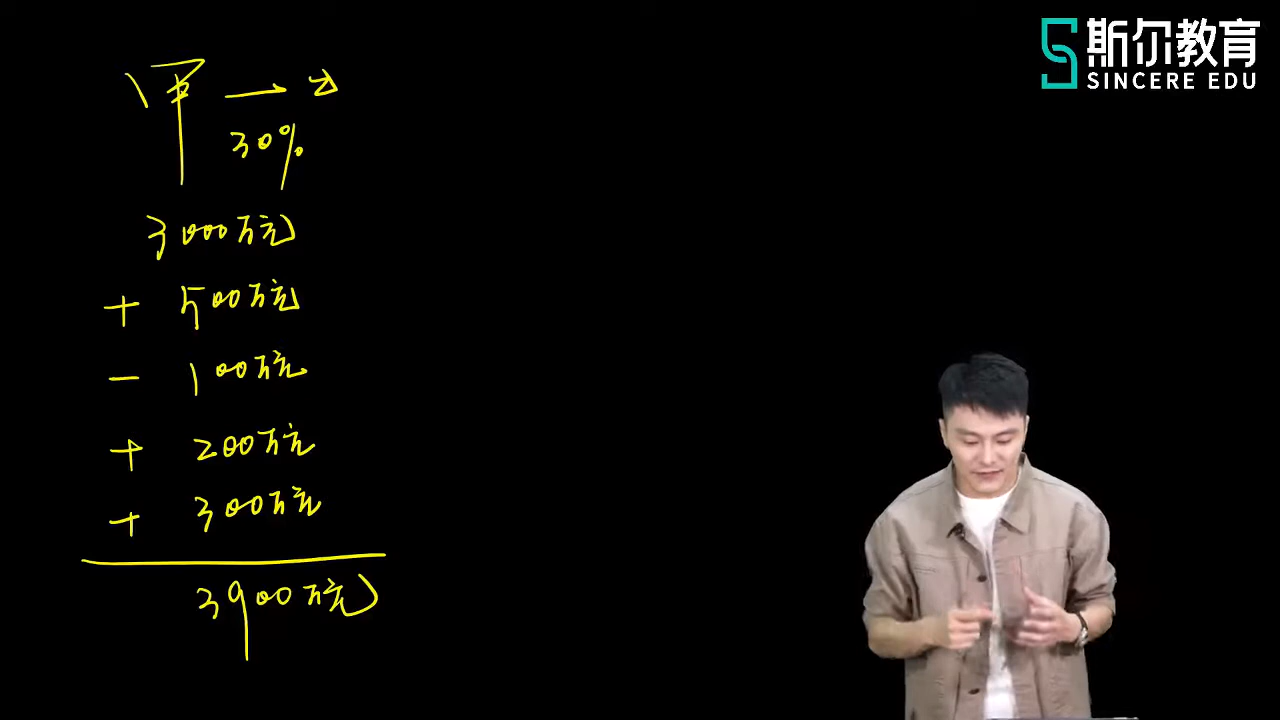 斯尔教育
SINCERE EDU
甲 → Z
30%
3000万元
+ 500万元
- 100万元
+ 200万元
+ 300万元
3900万元